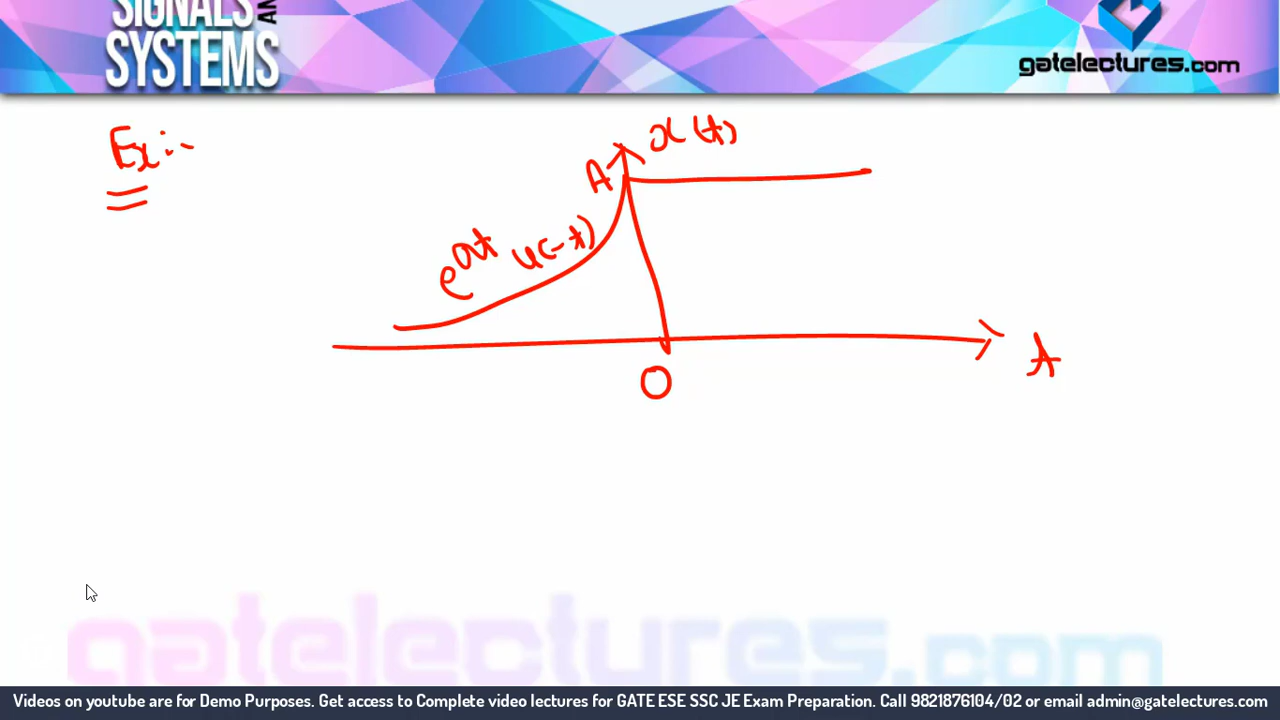 SIGNALS AN
SYSTEMS
gatelectures.com
Ex:-
x(t)
A
e^{at} u(-t)
t
0
gatelectures.com
Videos on youtube are for Demo Purposes. Get access to Complete video lectures for GATE ESE SSC JE Exam Preparation. Call 9821876104/02 or email admin@gatelectures.com